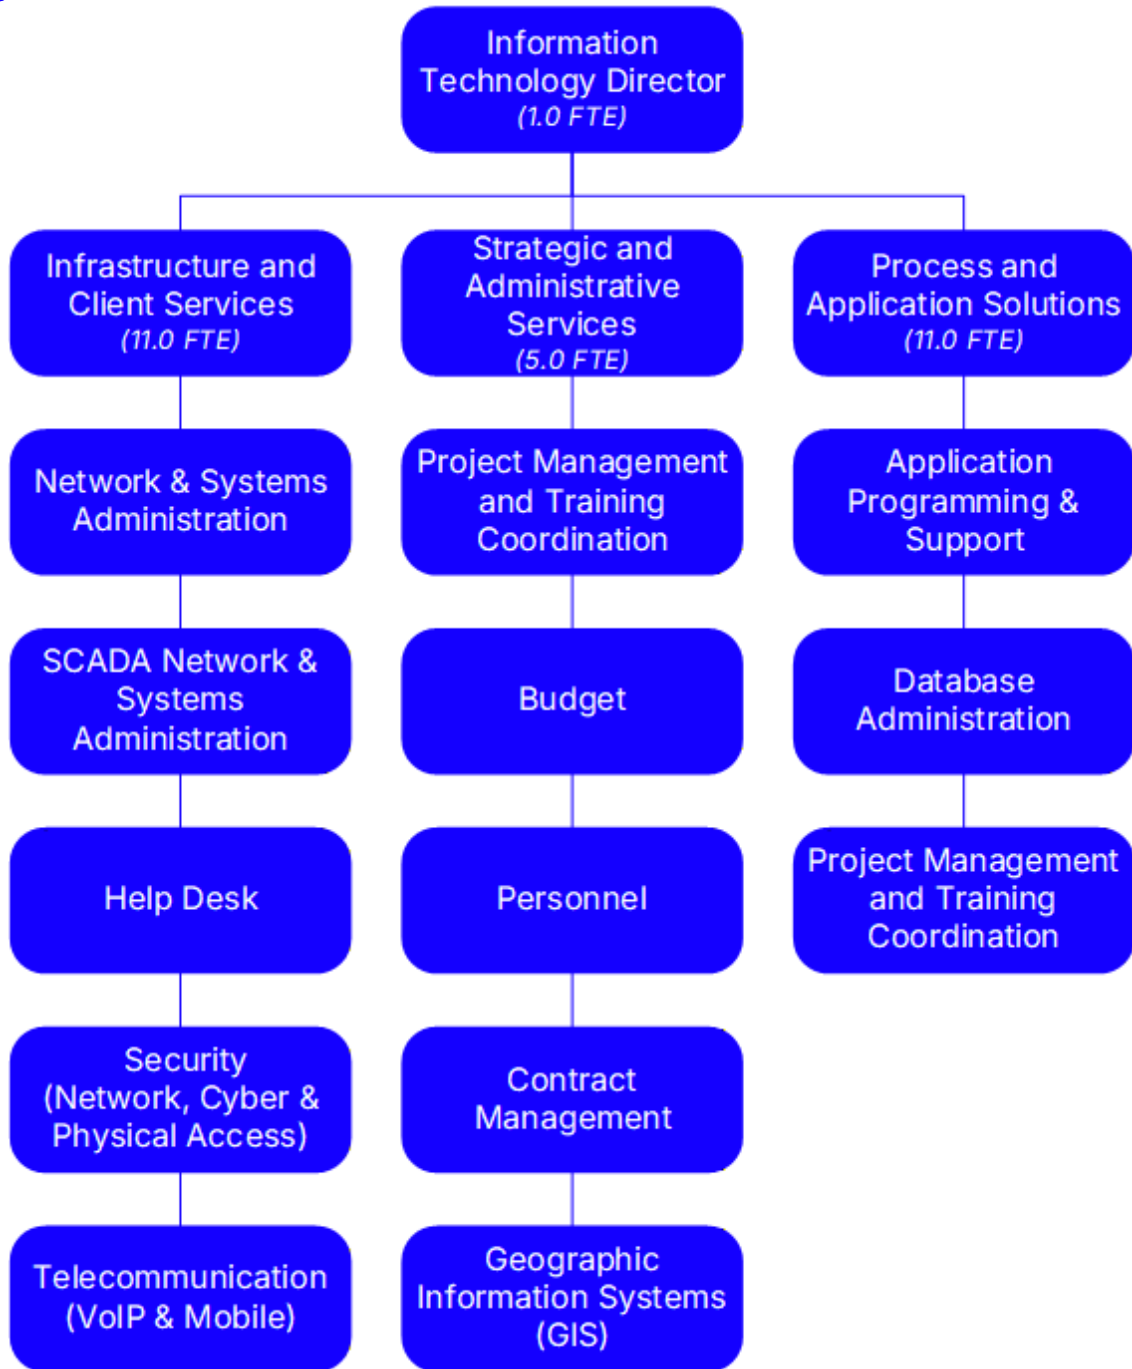 Information
Technology Director
(1.0 FTE)
Infrastructure and
Client Services
(11.0 FTE)
Strategic and
Administrative
Services
(5.0 FTE)
Process and
Application Solutions
(11.0 FTE)
Network & Systems
Administration
Project Management
and Training
Coordination
Application
Programming &
Support
SCADA Network &
Systems
Administration
Budget
Database
Administration
Help Desk
Personnel
Project Management
and Training
Coordination
Security
(Network, Cyber &
Physical Access)
Contract
Management
Telecommunication
(VoIP & Mobile)
Geographic
Information Systems
(GIS)